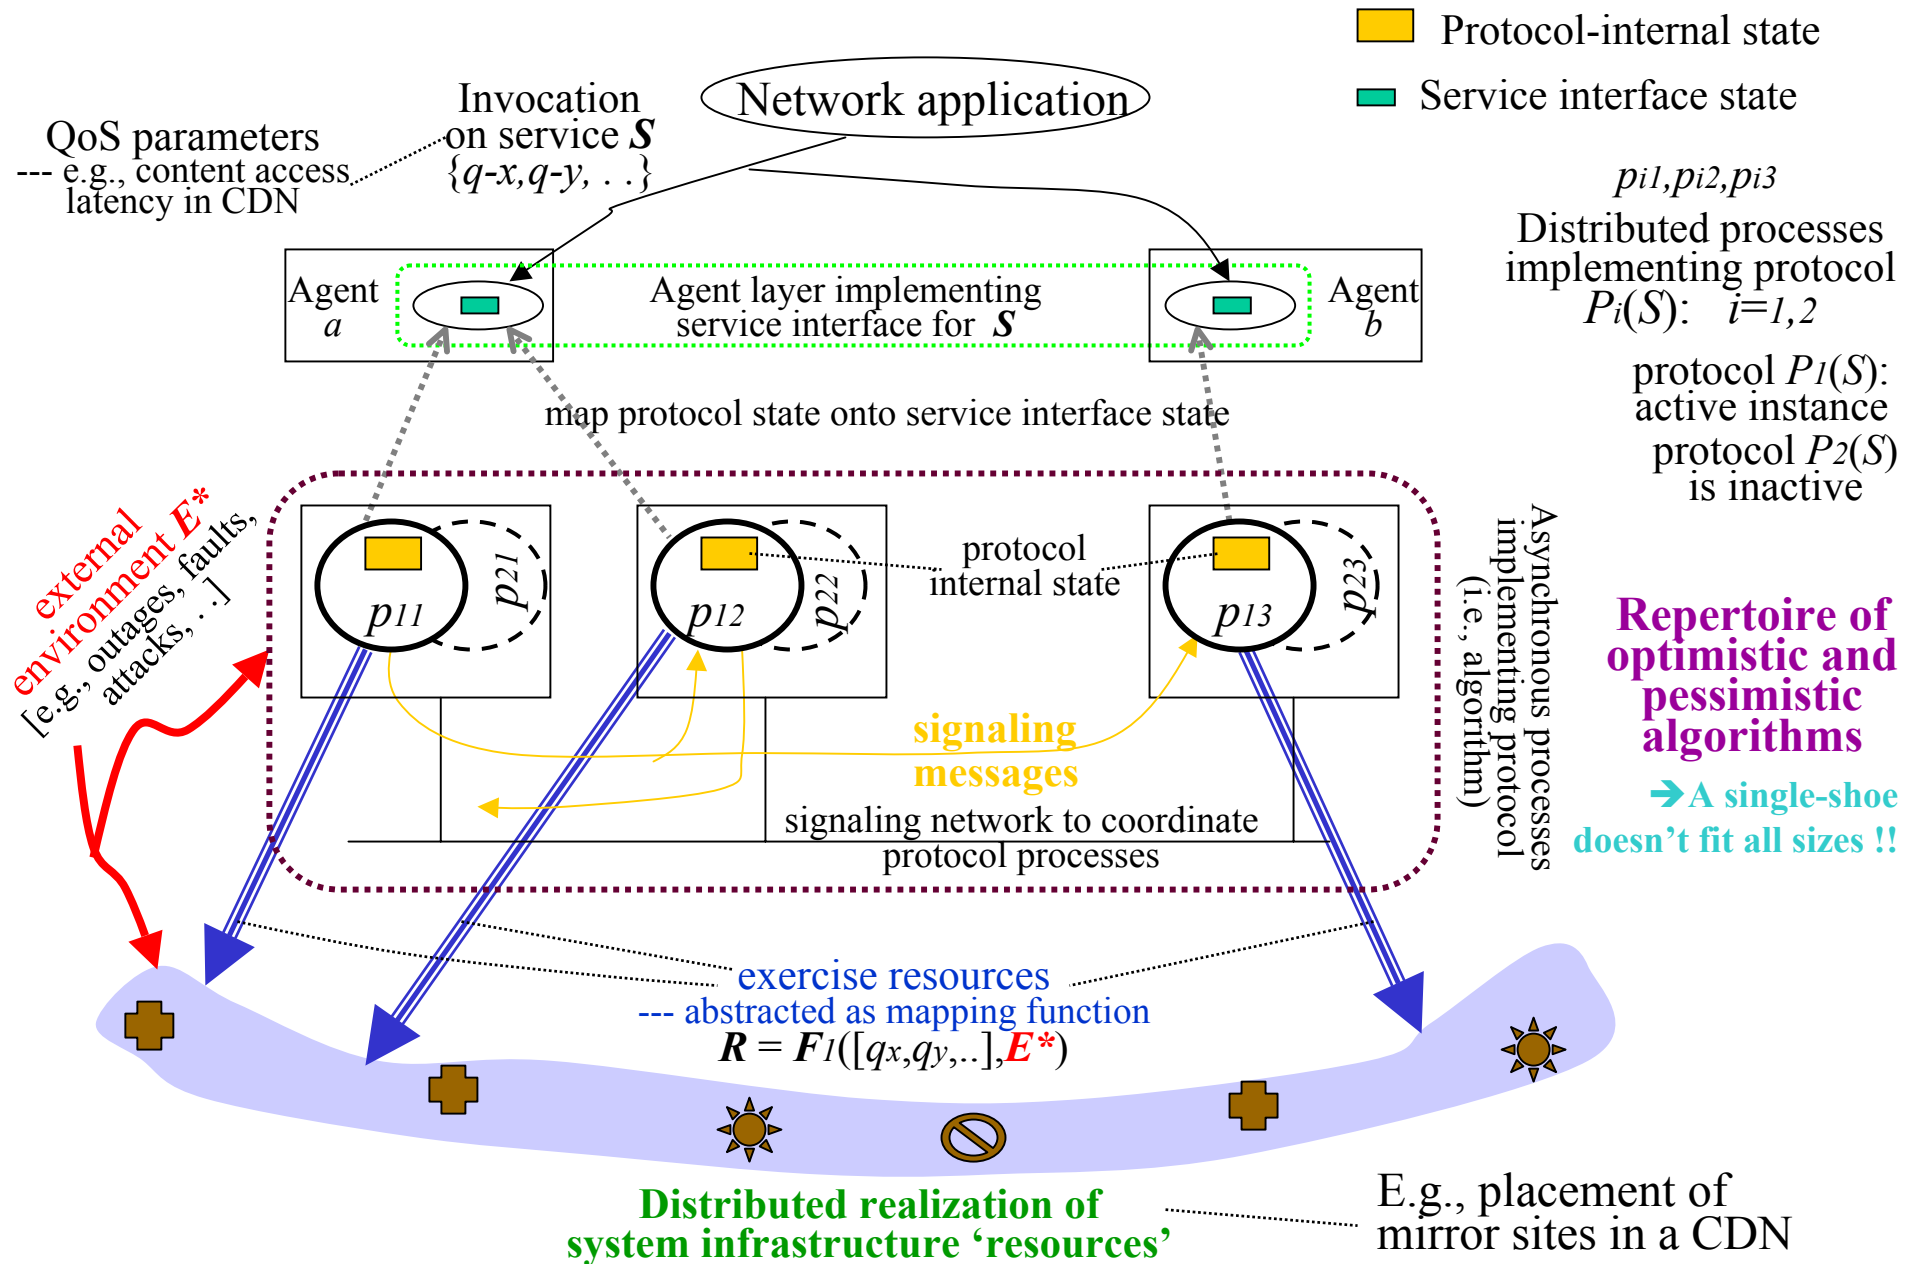 Protocol-internal state
Service interface state
Network application
Invocation
on service S
{q-x,q-y, . .}
QoS parameters
--- e.g., content access
latency in CDN
pi1,pi2,pi3
Distributed processes
implementing protocol
Pi(S): i=1,2
protocol P1(S):
active instance
protocol P2(S)
is inactive
Agent
a
Agent layer implementing
service interface for S
Agent
b
map protocol state onto service interface state
external
environment E*
[e.g., outages, faults,
attacks, . .]
p11
p21
p12
p22
protocol
internal state
p13
p23
Asynchronous processes
implementing protocol
(i.e., algorithm)
signaling
messages
signaling network to coordinate
protocol processes
Repertoire of
optimistic and
pessimistic
algorithms
➔A single-shoe
doesn't fit all sizes !!
exercise resources
--- abstracted as mapping function
R = F1([qx,qy,..],E*)
Distributed realization of
system infrastructure ‘resources’
E.g., placement of
mirror sites in a CDN